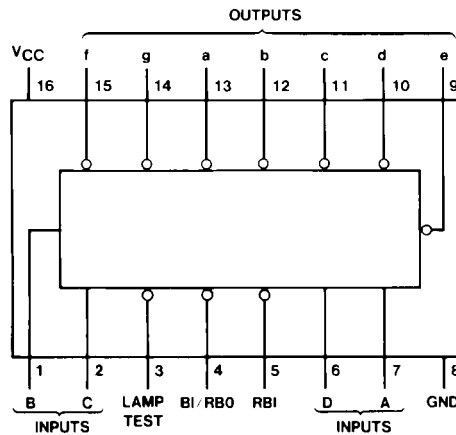 OUTPUTS
VCC f g a b c d e
16 15 14 13 12 11 10 9
1 2 3 4 5 6 7 8
B C LAMP BI/RBO RBI D A GND
INPUTS TEST INPUTS